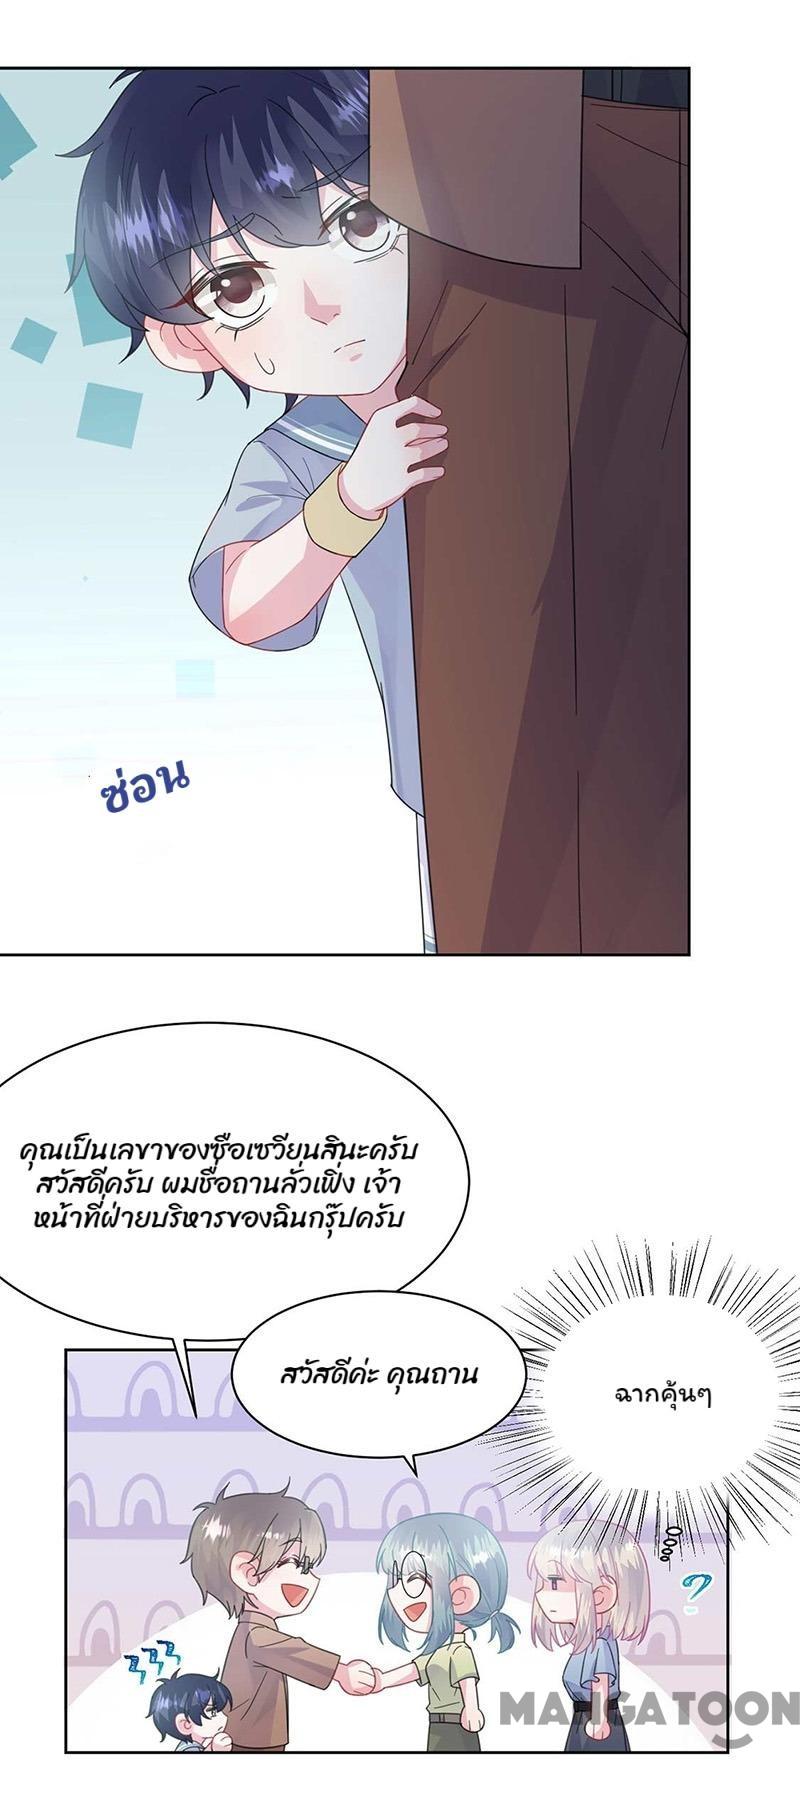 ซ่อน
คุณเป็นเลขาของซือเซวียนสินะครับ
สวัสดีครับ ผมชื่อถานลั่วเฟิ่ง เจ้า
หน้าที่ฝ่ายบริหารของฉินกรุ๊ปครับ
สวัสดีค่ะ คุณถาน
ฉากคุ้นๆ
?
MANGATOON